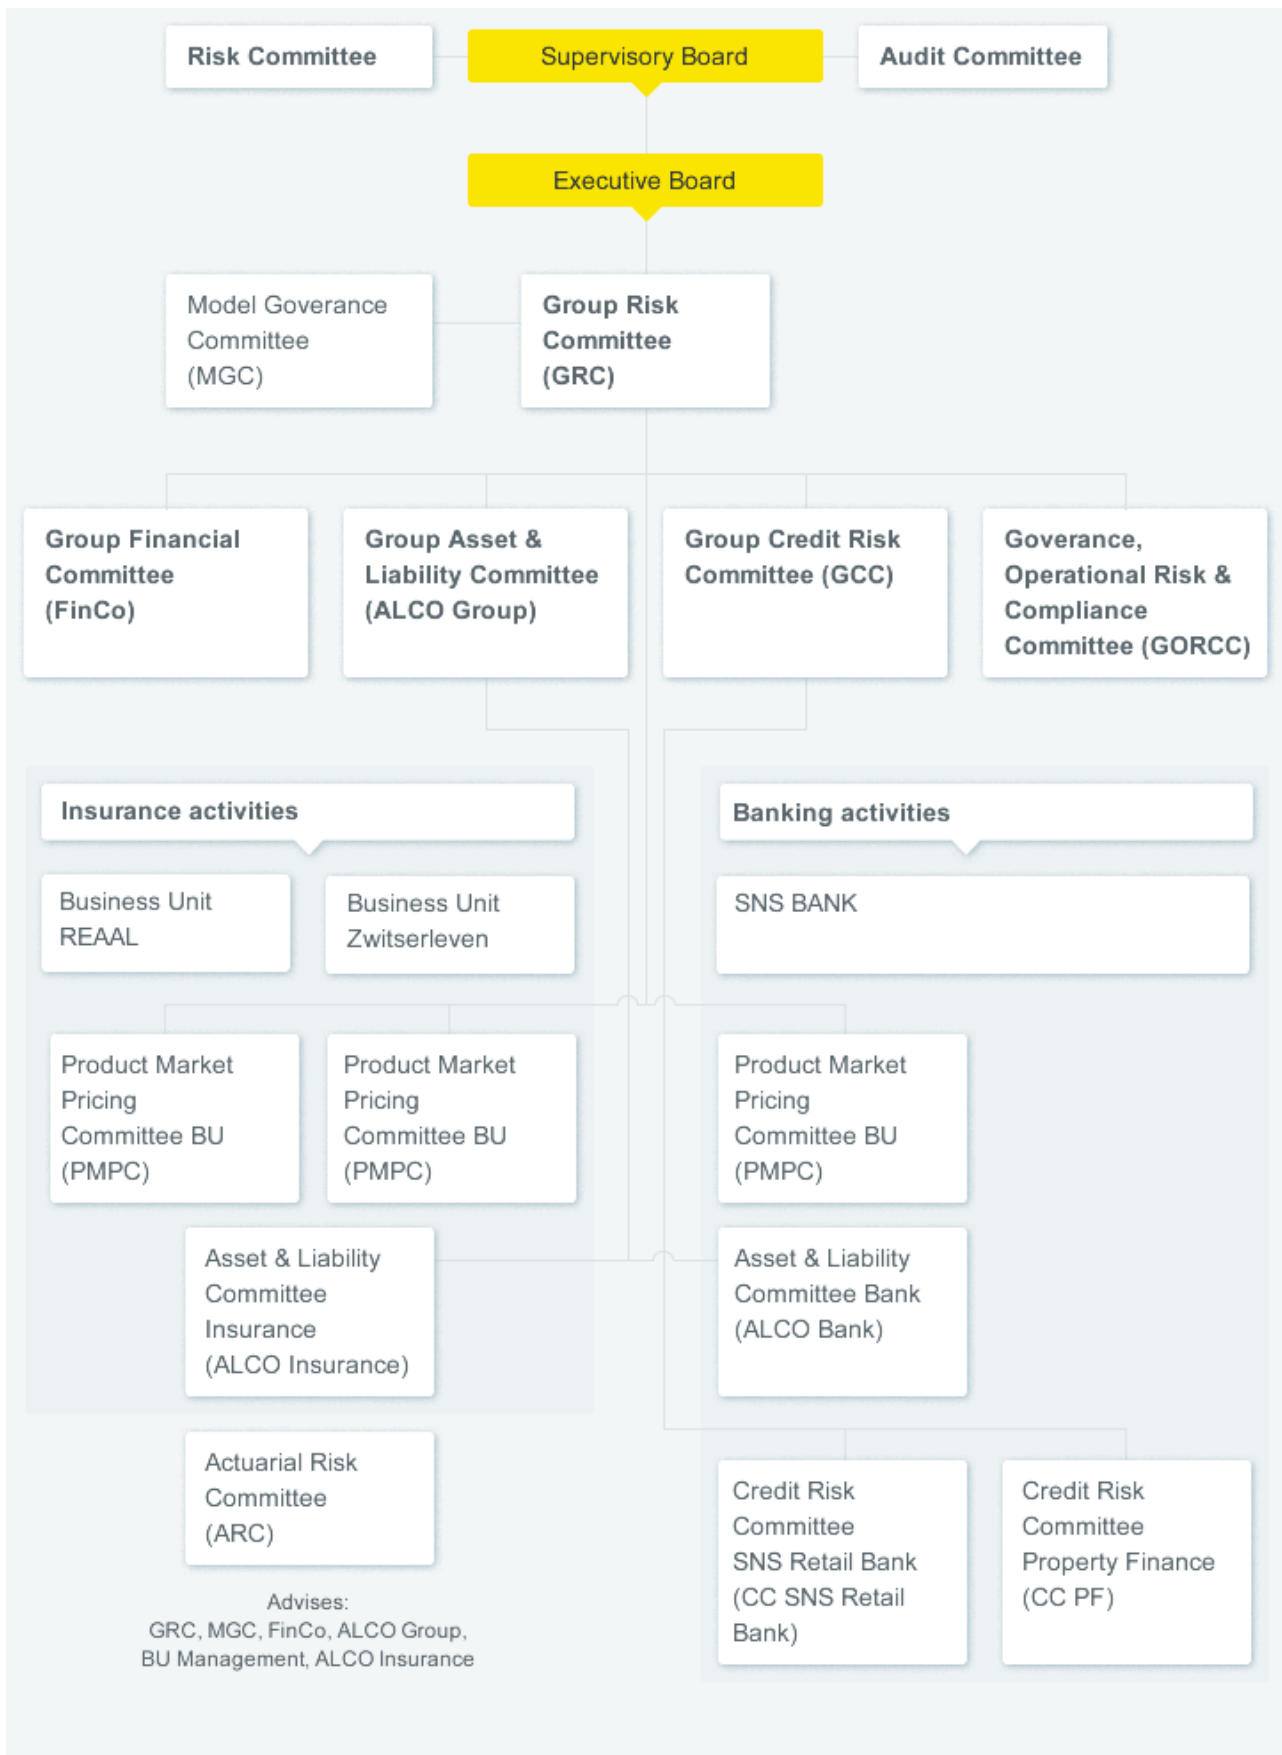 Risk Committee
Supervisory Board
Audit Committee
Executive Board
Model Goverance
Committee
(MGC)
Group Risk
Committee
(GRC)
Group Financial
Committee
(FinCo)
Group Asset &
Liability Committee
(ALCO Group)
Group Credit Risk
Committee (GCC)
Goverance,
Operational Risk &
Compliance
Committee (GORCC)
Insurance activities
Banking activities
Business Unit
REAAL
Business Unit
Zwitserleven
SNS BANK
Product Market
Pricing
Committee BU
(PMPC)
Product Market
Pricing
Committee BU
(PMPC)
Product Market
Pricing
Committee BU
(PMPC)
Asset & Liability
Committee
Insurance
(ALCO Insurance)
Asset & Liability
Committee Bank
(ALCO Bank)
Actuarial Risk
Committee
(ARC)
Advises:
GRC, MGC, FinCo, ALCO Group,
BU Management, ALCO Insurance
Credit Risk
Committee
SNS Retail Bank
(CC SNS Retail
Bank)
Credit Risk
Committee
Property Finance
(CC PF)